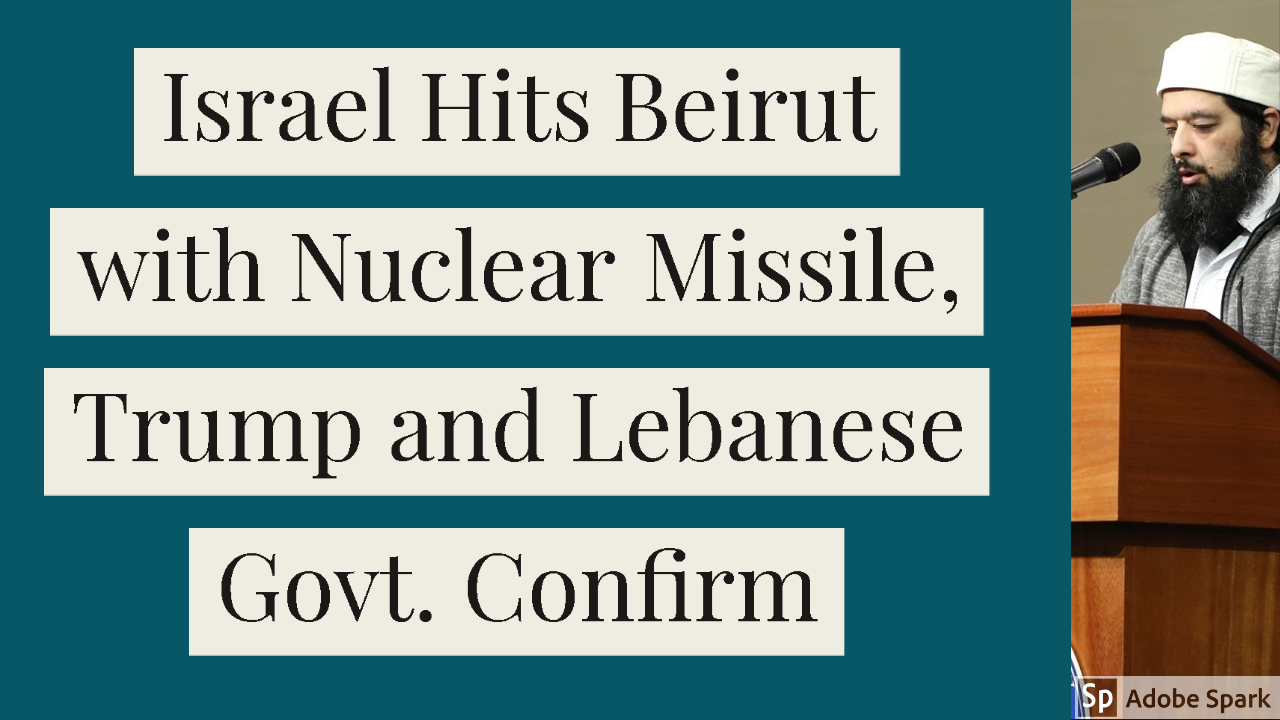 Israel Hits Beirut
with Nuclear Missile,
Trump and Lebanese
Govt. Confirm
Sp Adobe Spark